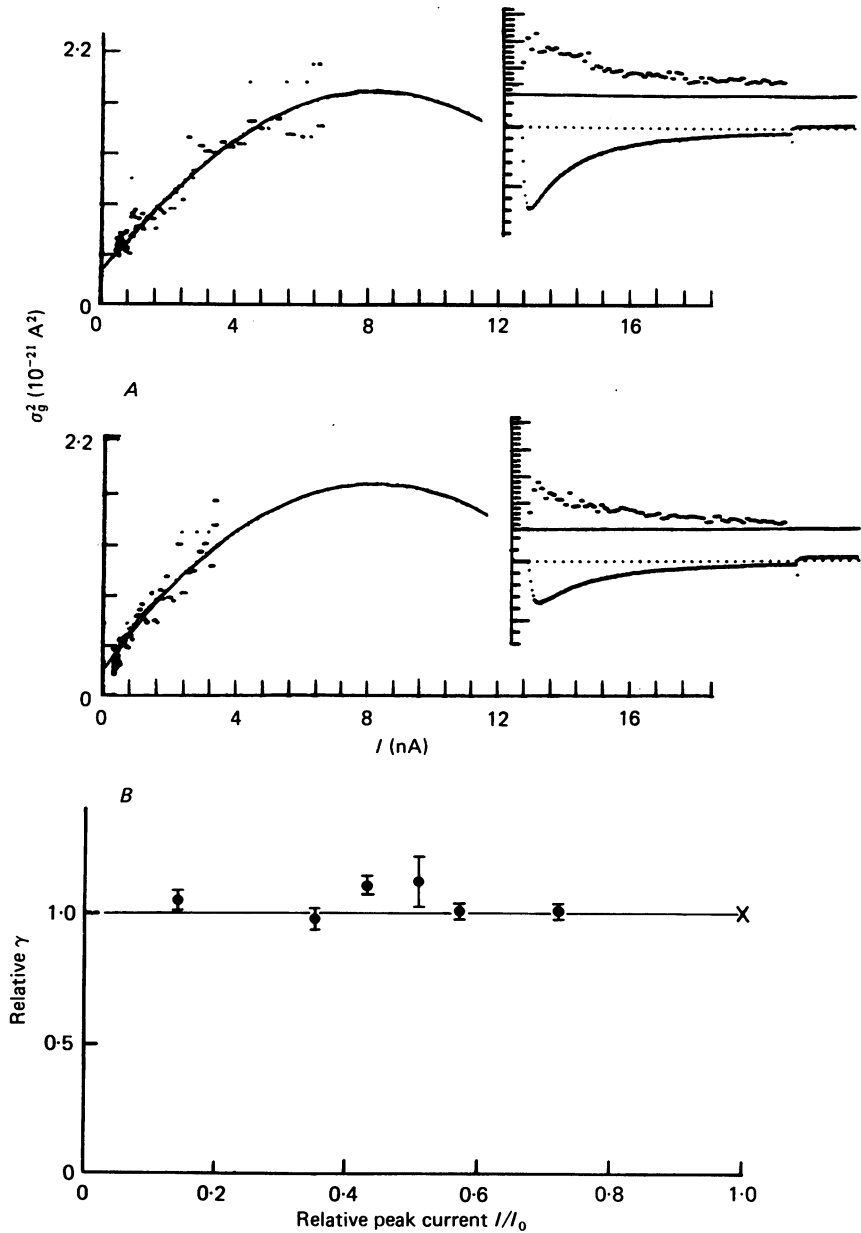 2·2
0
0 4 8 12 16
σg² (10⁻²¹ A²)
A
2·2
0
0 4 8 12 16
I (nA)
B
Relative γ
1·0
0·5
0
0 0·2 0·4 0·6 0·8 1·0
Relative peak current I/I₀